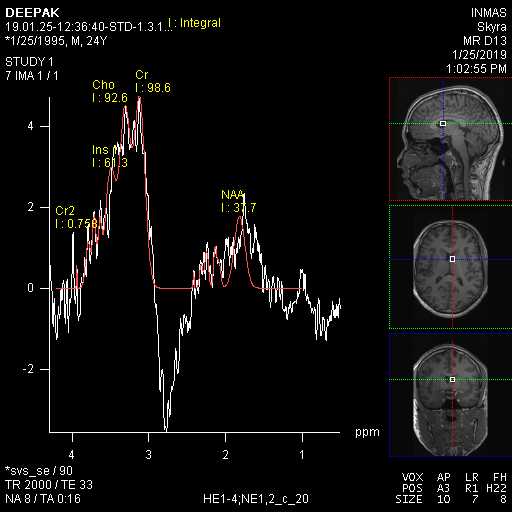 DEEPAK
19.01.25-12:36:40-STD-1.3.1...
I : Integral
*1/25/1995, M, 24Y
STUDY 1
7 IMA 1 / 1
INMAS
Skyra
MR D13
1/25/2019
1:02:55 PM
Cho
I : 92.6
Cr
I : 98.6
Ins
I : 61.3
Cr2
I : 0.758
NAA
I : 37.7
4
2
0
-2
4
3
2
1
ppm
*svs_se / 90
TR 2000 / TE 33
NA 8 / TA 0:16
HE1-4;NE1,2_c_20
VOX AP LR FH
POS A3 R1 H22
SIZE 10 7 8